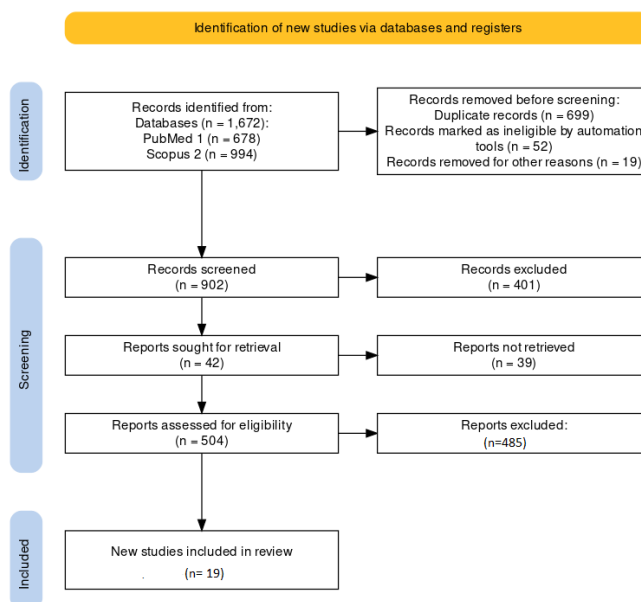 Identification of new studies via databases and registers
Identification
Records identified from:
Databases (n = 1,672):
PubMed 1 (n = 678)
Scopus 2 (n = 994)
Records removed before screening:
Duplicate records (n = 699)
Records marked as ineligible by automation
tools (n = 52)
Records removed for other reasons (n = 19)
Screening
Records screened
(n = 902)
Records excluded
(n = 401)
Reports sought for retrieval
(n = 42)
Reports not retrieved
(n = 39)
Reports assessed for eligibility
(n = 504)
Reports excluded:
(n=485)
Included
New studies included in review
. (n= 19)